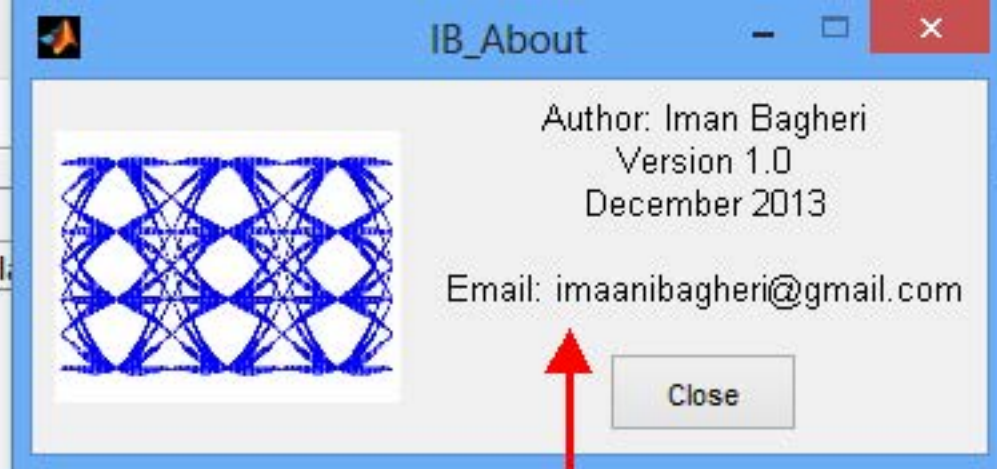 IB_About
Author: Iman Bagheri
Version 1.0
December 2013
Email: imaanibagheri@gmail.com
Close